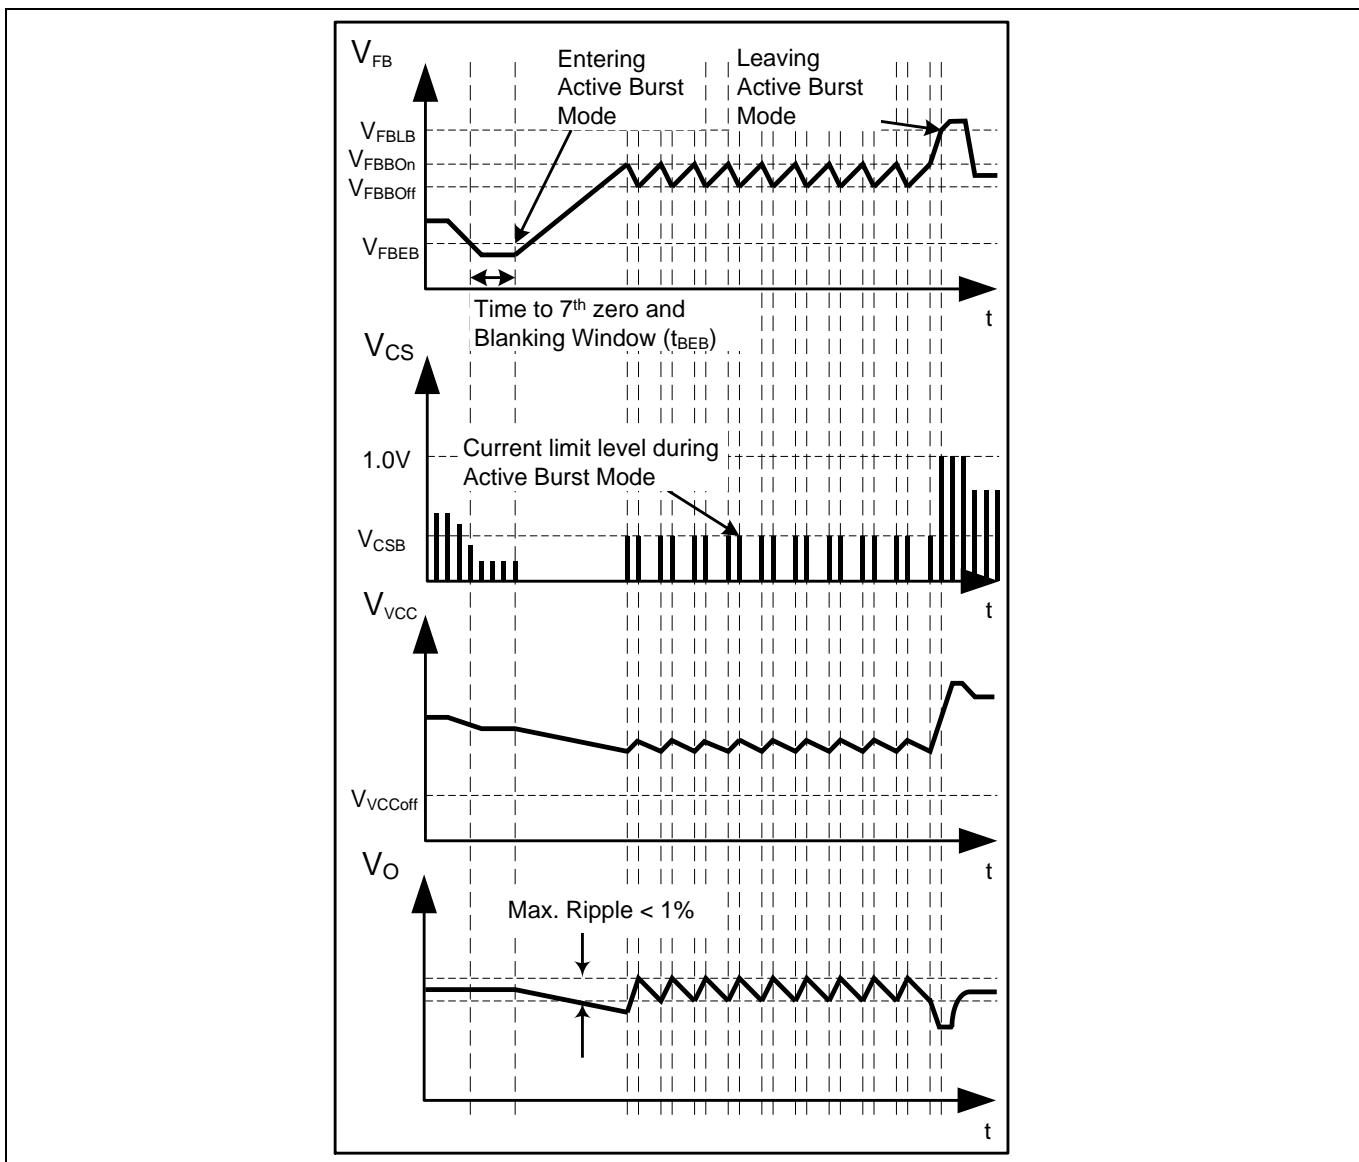 V_FB
Entering
Active Burst
Mode
Leaving
Active Burst
Mode
V_FBLB
V_FBBOn
V_FBBOff
V_FBEB
t
Time to 7th zero and
Blanking Window (t_BEB)
V_CS
1.0V
Current limit level during
Active Burst Mode
V_CSB
t
V_VCC
V_VCCoff
t
V_O
Max. Ripple < 1%
t